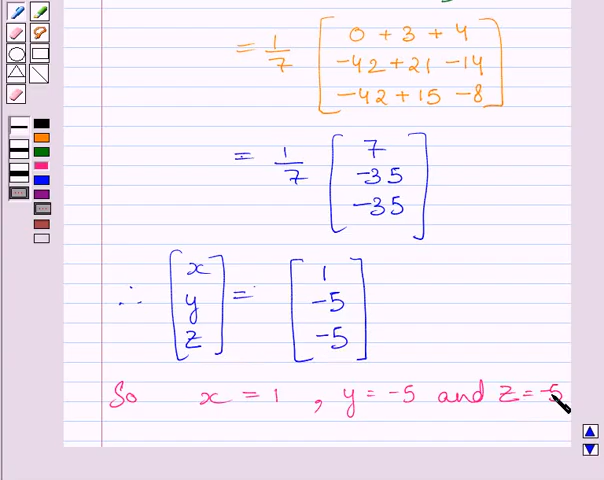 = 1/7 [ 0 + 3 + 4
-42 + 21 - 14
-42 + 15 - 8 ]
= 1/7 [ 7
-35
-35 ]
∴ [ x
y
z ] = [ 1
-5
-5 ]
So x = 1 , y = -5 and z = -5